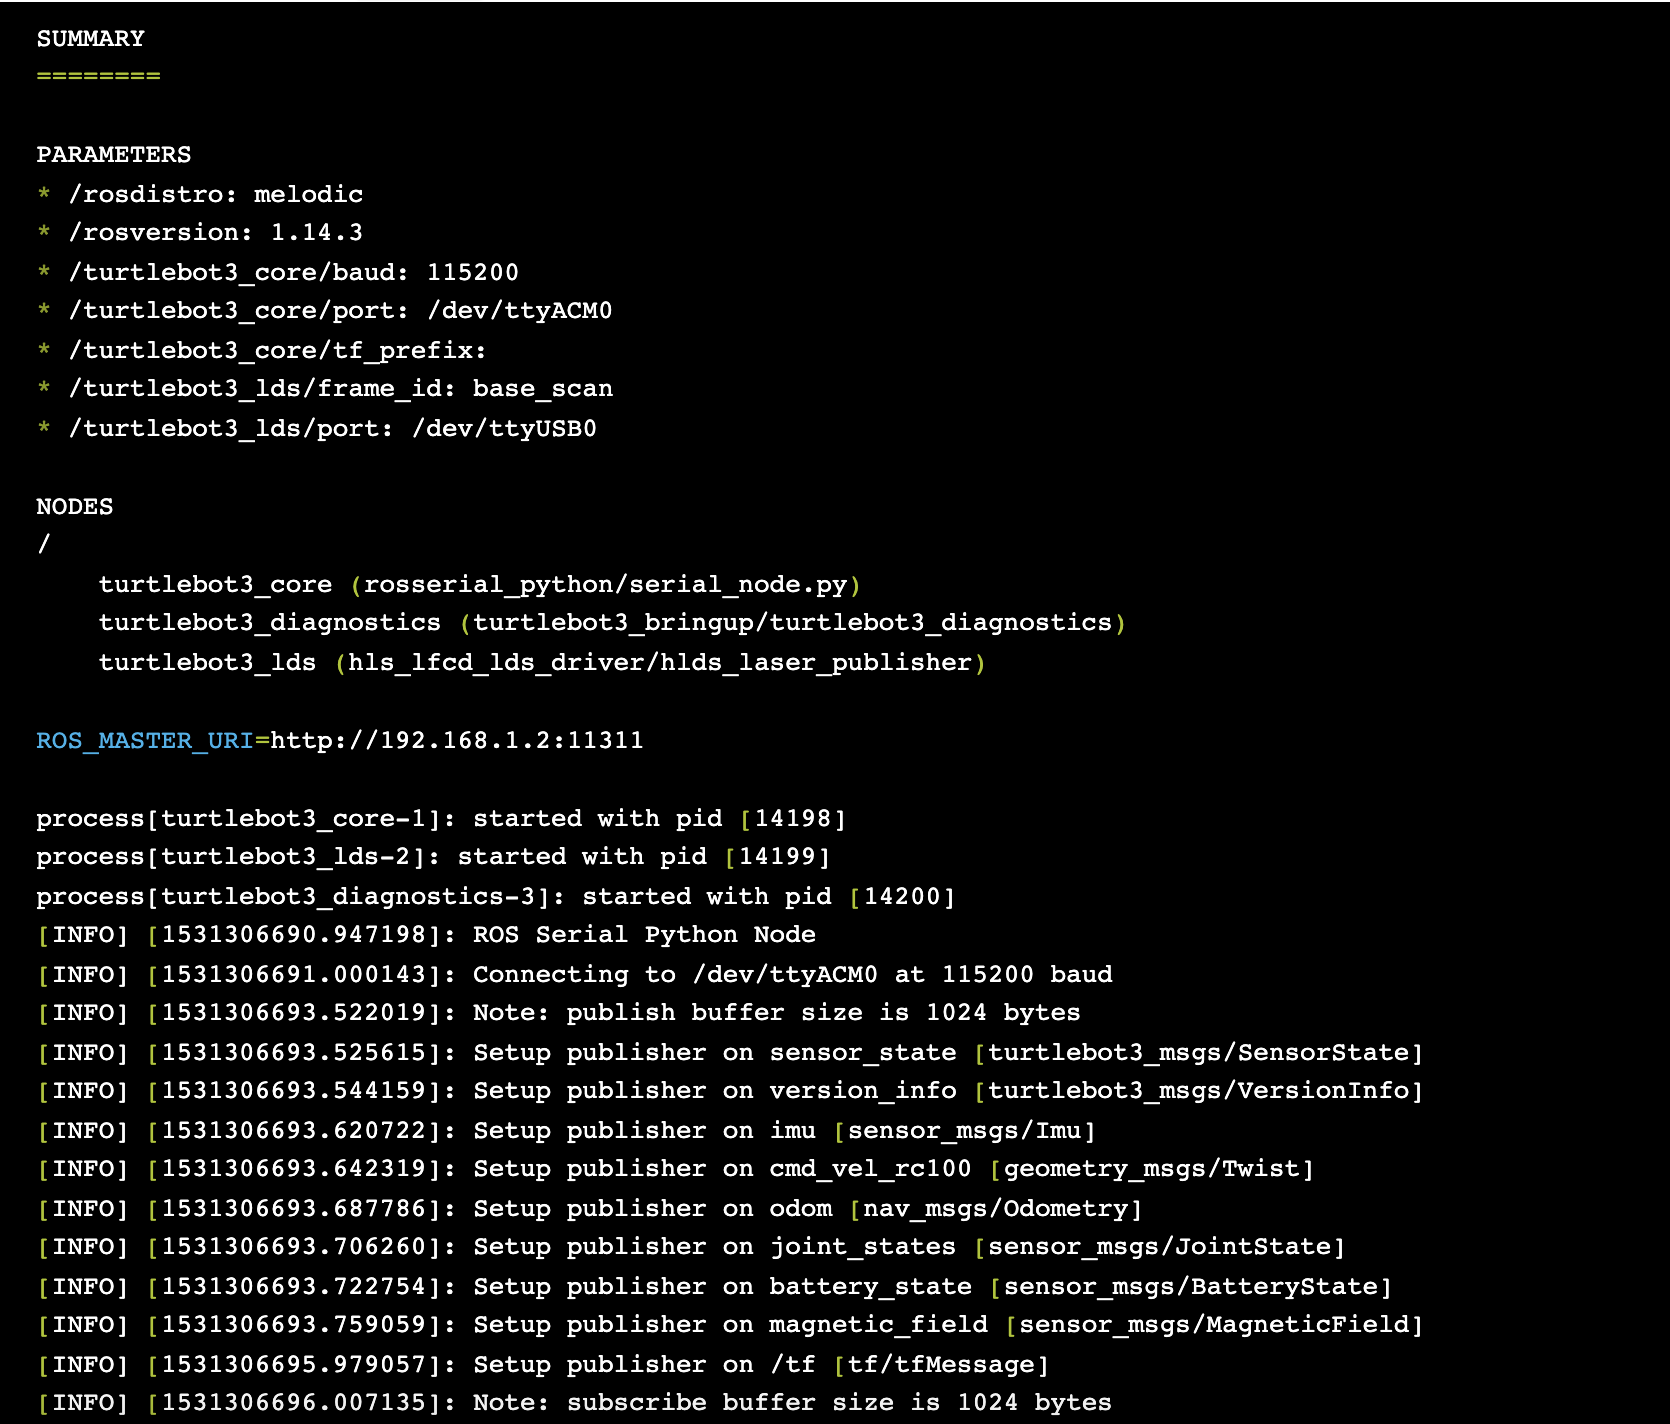 SUMMARY
========
PARAMETERS
* /rosdistro: melodic
* /rosversion: 1.14.3
* /turtlebot3_core/baud: 115200
* /turtlebot3_core/port: /dev/ttyACM0
* /turtlebot3_core/tf_prefix:
* /turtlebot3_lds/frame_id: base_scan
* /turtlebot3_lds/port: /dev/ttyUSB0
NODES
/
turtlebot3_core (rosserial_python/serial_node.py)
turtlebot3_diagnostics (turtlebot3_bringup/turtlebot3_diagnostics)
turtlebot3_lds (hls_lfcd_lds_driver/hlds_laser_publisher)
ROS_MASTER_URI=http://192.168.1.2:11311
process[turtlebot3_core-1]: started with pid [14198]
process[turtlebot3_lds-2]: started with pid [14199]
process[turtlebot3_diagnostics-3]: started with pid [14200]
[INFO] [1531306690.947198]: ROS Serial Python Node
[INFO] [1531306691.000143]: Connecting to /dev/ttyACM0 at 115200 baud
[INFO] [1531306693.522019]: Note: publish buffer size is 1024 bytes
[INFO] [1531306693.525615]: Setup publisher on sensor_state [turtlebot3_msgs/SensorState]
[INFO] [1531306693.544159]: Setup publisher on version_info [turtlebot3_msgs/VersionInfo]
[INFO] [1531306693.620722]: Setup publisher on imu [sensor_msgs/Imu]
[INFO] [1531306693.642319]: Setup publisher on cmd_vel_rc100 [geometry_msgs/Twist]
[INFO] [1531306693.687786]: Setup publisher on odom [nav_msgs/Odometry]
[INFO] [1531306693.706260]: Setup publisher on joint_states [sensor_msgs/JointState]
[INFO] [1531306693.722754]: Setup publisher on battery_state [sensor_msgs/BatteryState]
[INFO] [1531306693.759059]: Setup publisher on magnetic_field [sensor_msgs/MagneticField]
[INFO] [1531306695.979057]: Setup publisher on /tf [tf/tfMessage]
[INFO] [1531306696.007135]: Note: subscribe buffer size is 1024 bytes